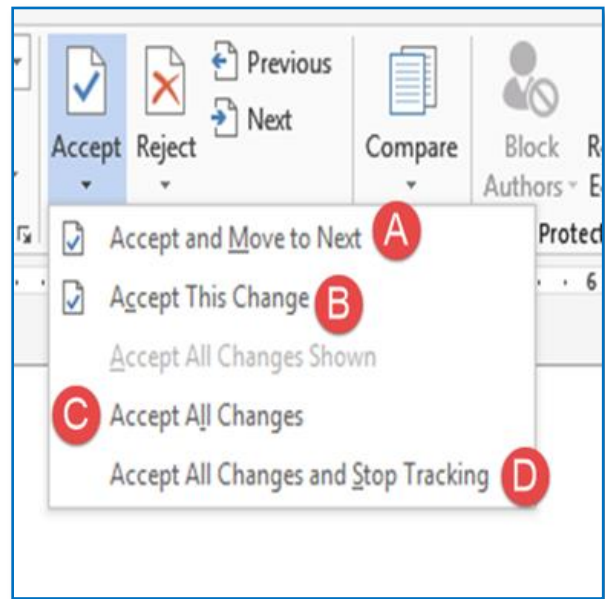 Previous
Next
Accept Reject Compare Block
Authors
Protect
6
Accept and Move to Next A
Accept This Change B
Accept All Changes Shown
C Accept All Changes
Accept All Changes and Stop Tracking D